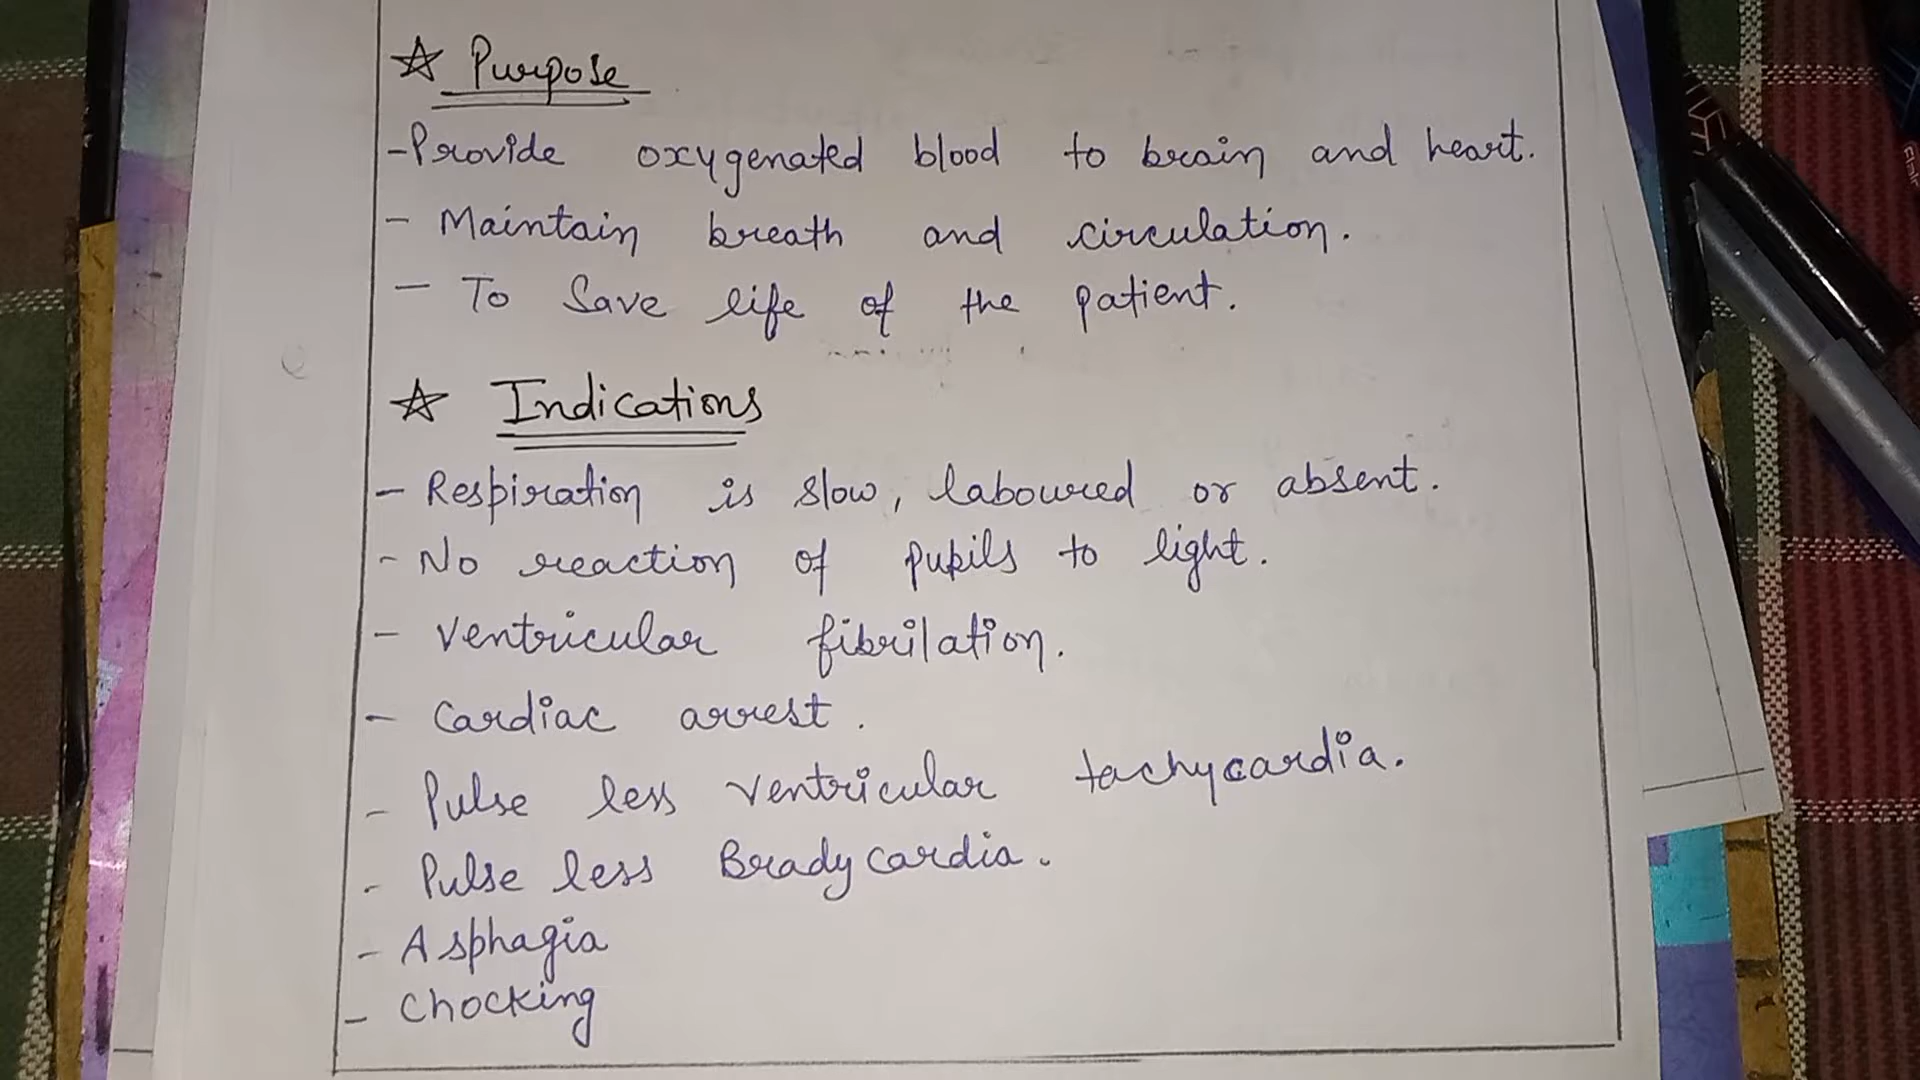 ☆ Purpose
-Provide oxygenated blood to brain and heart.
- Maintain breath and circulation.
- To Save life of the patient.
☆ Indications
- Respiration is slow, laboured or absent.
- No reaction of pupils to light.
- Ventricular fibrilation.
- Cardiac arrest.
- Pulse less ventricular tachycardia.
- Pulse less Bradycardia.
- Asphagia
- Chocking